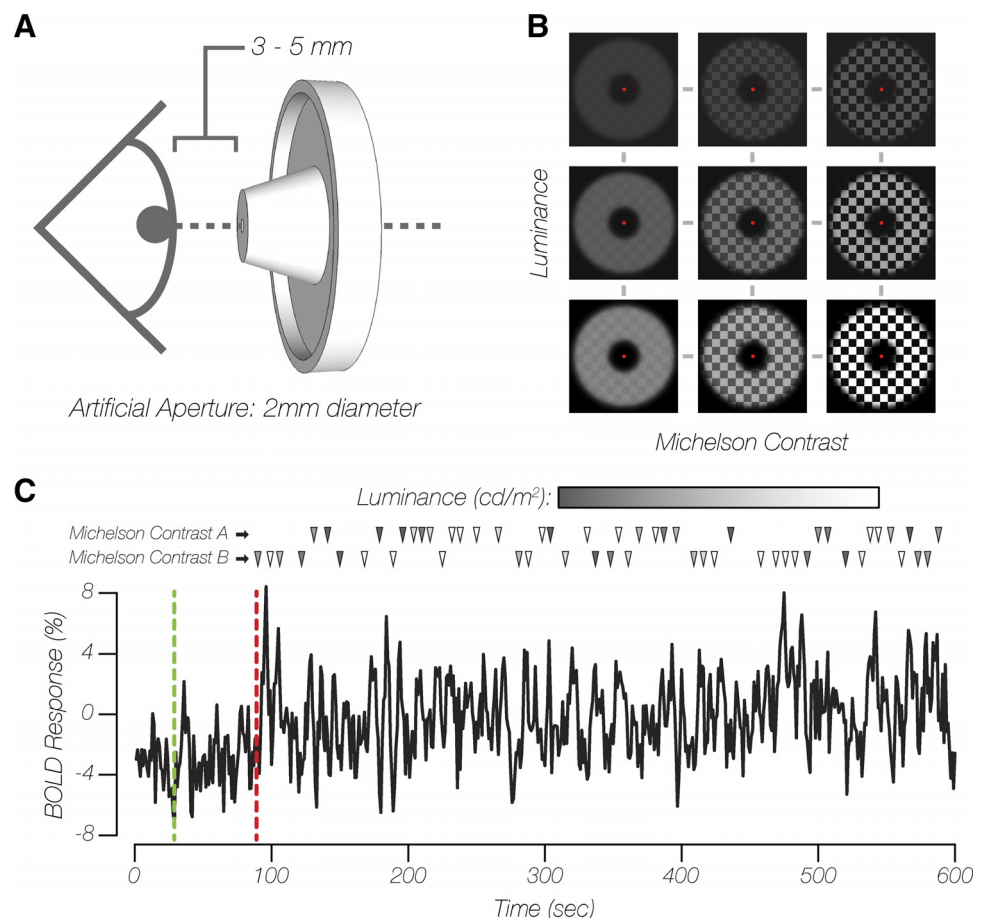 A
3 - 5 mm
Artificial Aperture: 2mm diameter
B
Luminance
Michelson Contrast
C
Luminance (cd/m²):
Michelson Contrast A
Michelson Contrast B
BOLD Response (%)
8
4
0
-4
-8
0 100 200 300 400 500 600
Time (sec)